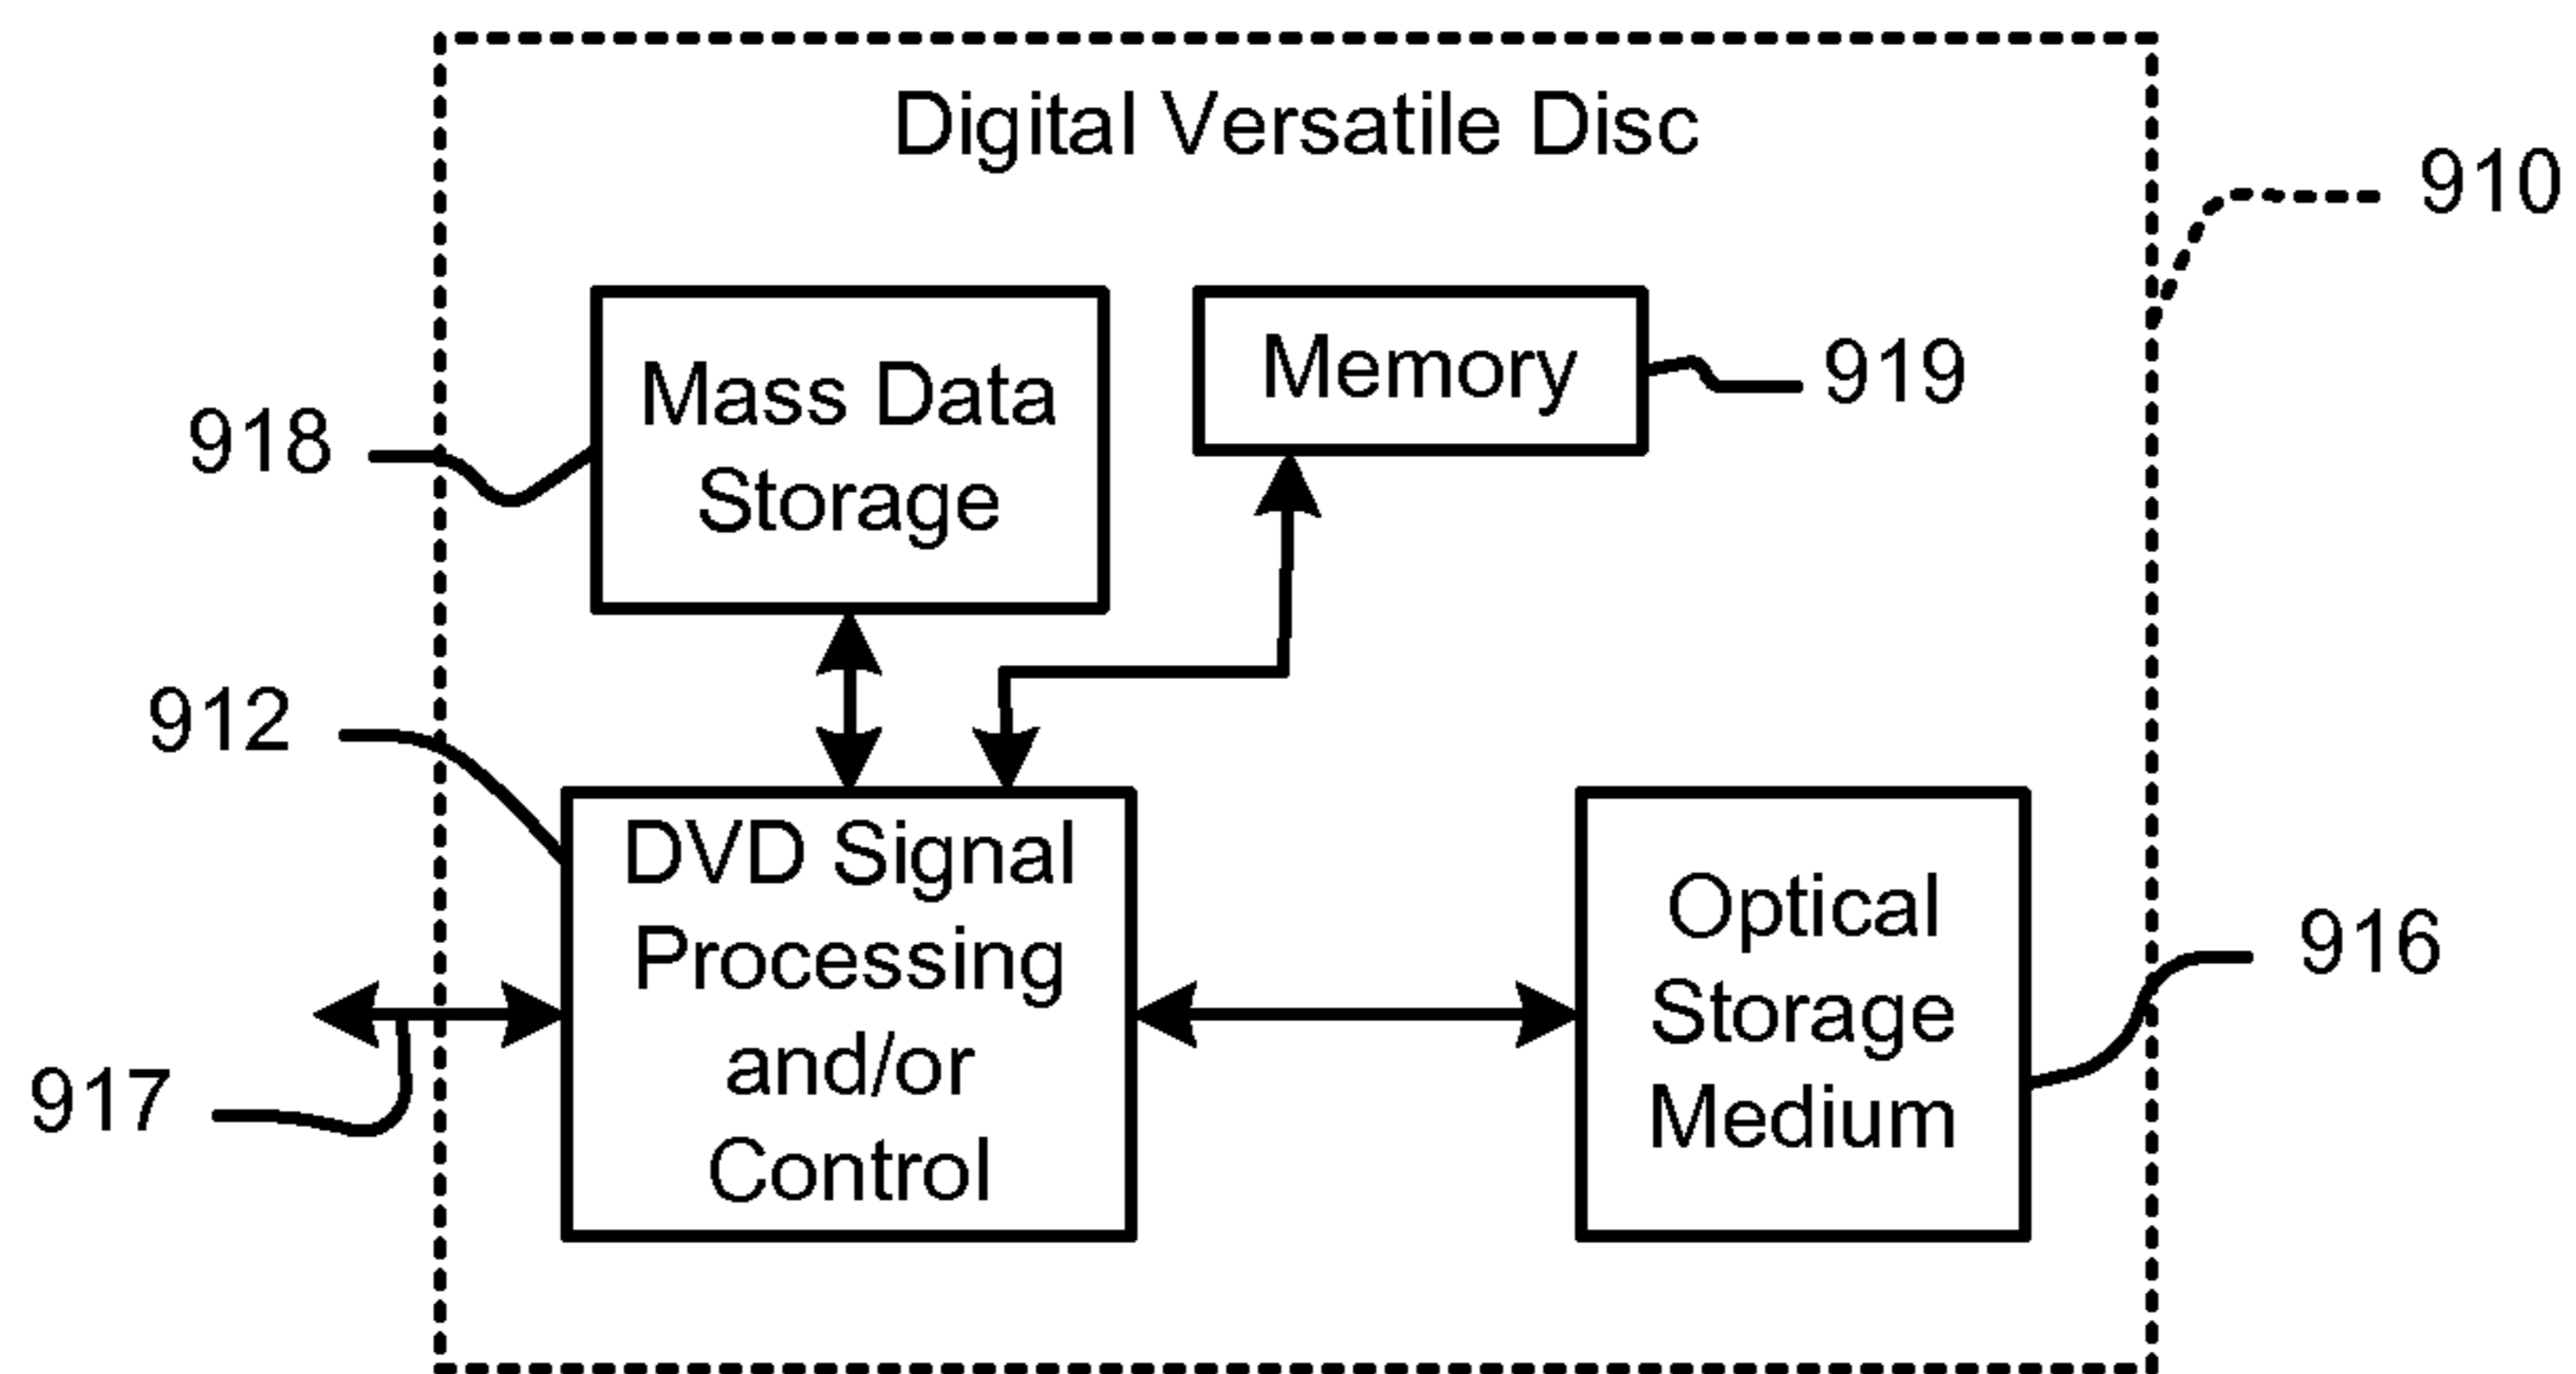 Digital Versatile Disc
910
Mass Data
Storage
918
Memory
919
912
DVD Signal
Processing
and/or
Control
Optical
Storage
Medium
916
917